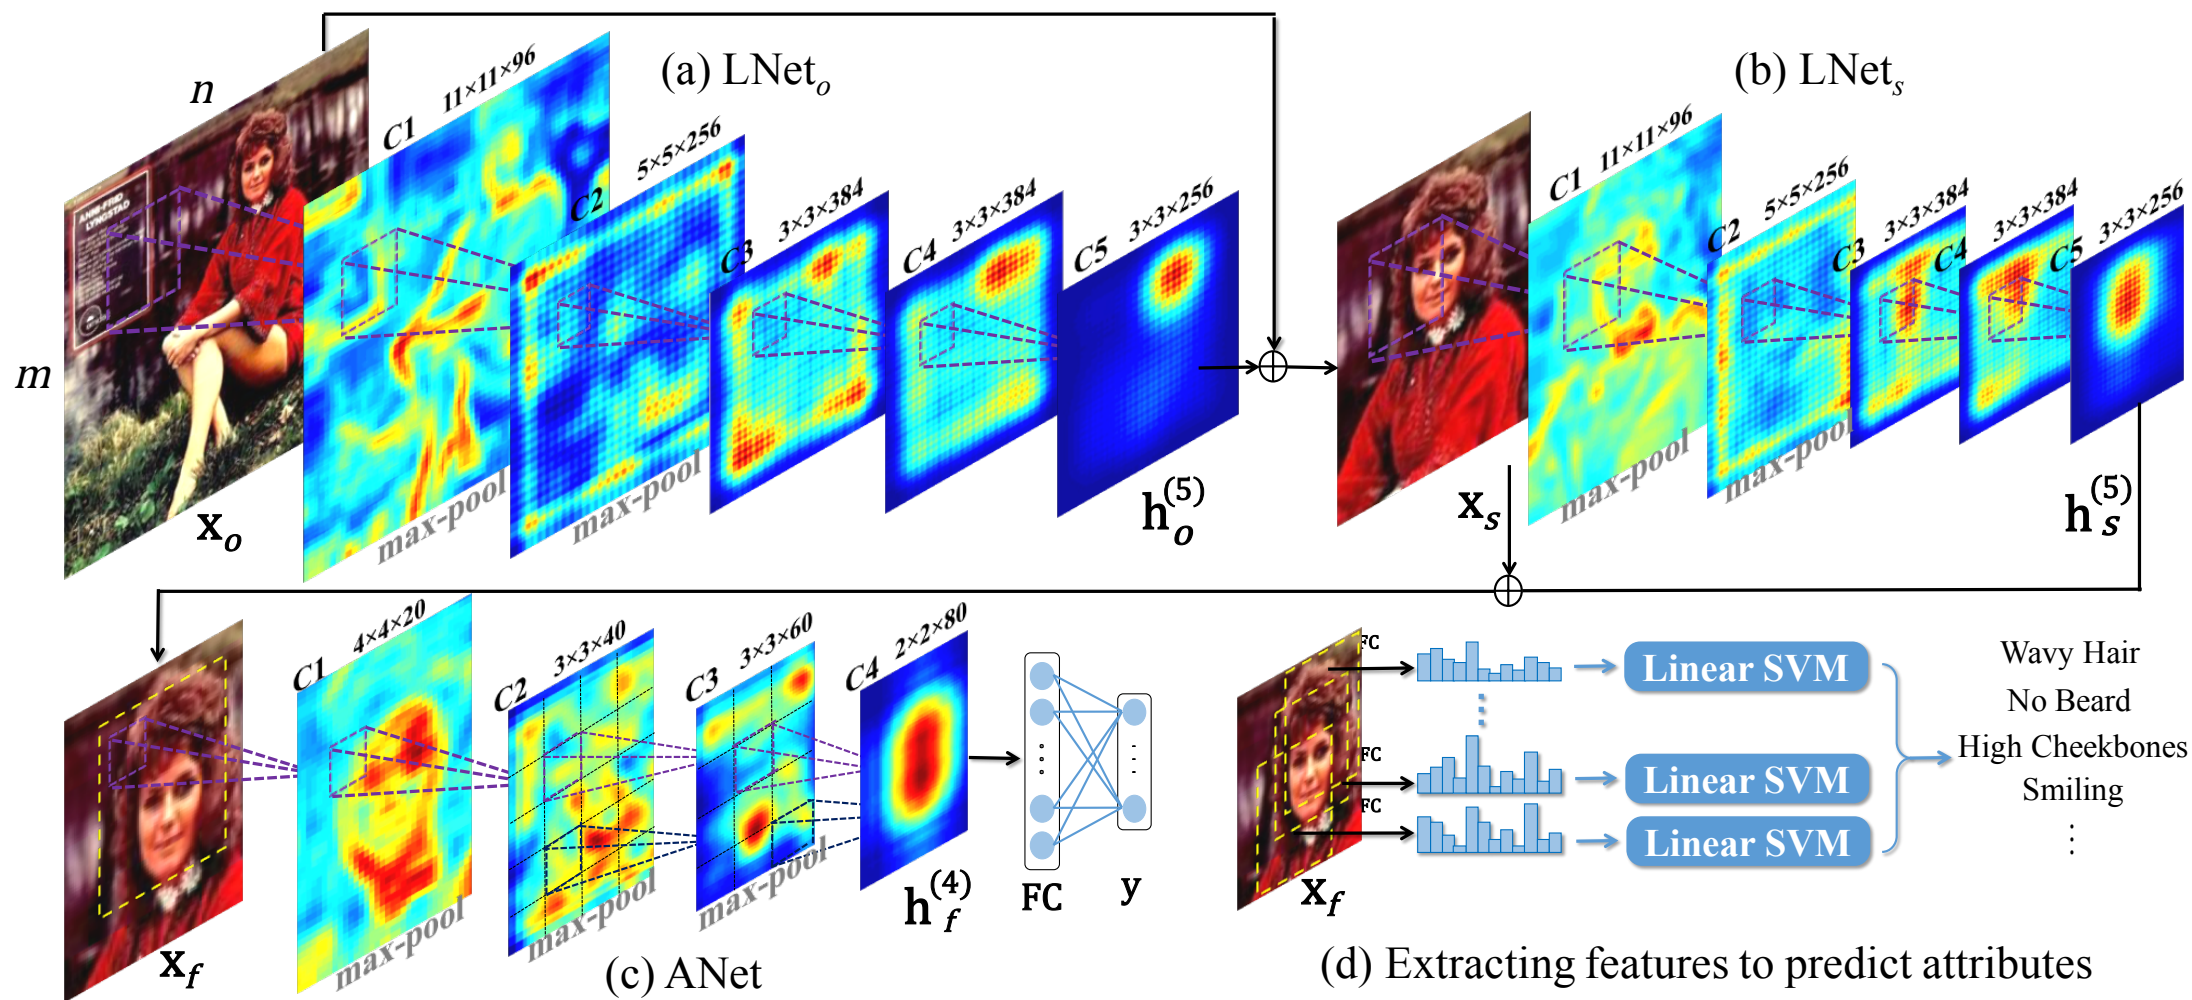 (a) LNet_o
n
m
ANNI-FRID
LYNGSTAD
x_o
C1 11×11×96
max-pool
C2 5×5×256
max-pool
C3 3×3×384
C4 3×3×384
C5 3×3×256
h_o^(5)
(b) LNet_s
x_s
C1 11×11×96
max-pool
C2 5×5×256
max-pool
C3 3×3×384
C4 3×3×384
C5 3×3×256
h_s^(5)
x_f
C1 4×4×20
max-pool
C2 3×3×40
max-pool
C3 3×3×60
max-pool
C4 2×2×80
h_f^(4)
FC
y
(c) ANet
x_f
FC
Linear SVM
FC
Linear SVM
FC
Linear SVM
Wavy Hair
No Beard
High Cheekbones
Smiling
⋮
(d) Extracting features to predict attributes